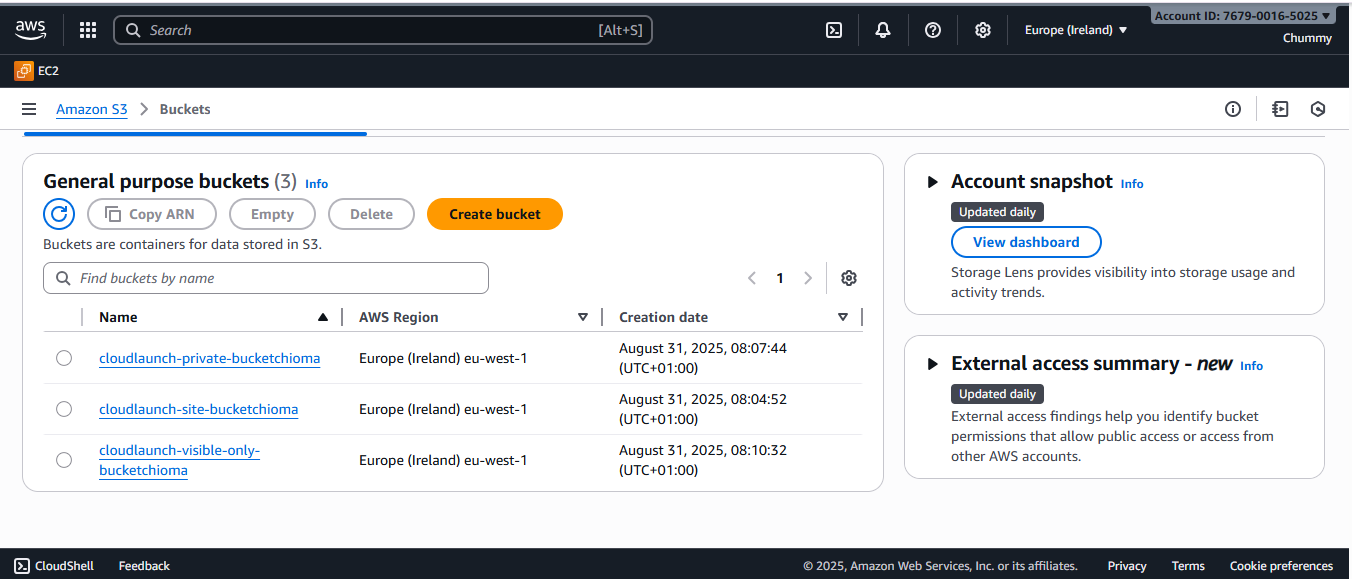 aws
Search [Alt+S]
Europe (Ireland) ▼
Account ID: 7679-0016-5025 ▼
Chummy
EC2
Amazon S3 > Buckets
General purpose buckets (3) Info
Copy ARN
Empty
Delete
Create bucket
Buckets are containers for data stored in S3.
Find buckets by name
< 1 >
Name ▲ AWS Region Creation date
cloudlaunch-private-bucketchioma Europe (Ireland) eu-west-1 August 31, 2025, 08:07:44
(UTC+01:00)
cloudlaunch-site-bucketchioma Europe (Ireland) eu-west-1 August 31, 2025, 08:04:52
(UTC+01:00)
cloudlaunch-visible-only-
bucketchioma
Europe (Ireland) eu-west-1
August 31, 2025, 08:10:32
(UTC+01:00)
Account snapshot Info
Updated daily
View dashboard
Storage Lens provides visibility into storage usage and
activity trends.
External access summary - new Info
Updated daily
External access findings help you identify bucket
permissions that allow public access or access from
other AWS accounts.
CloudShell Feedback © 2025, Amazon Web Services, Inc. or its affiliates. Privacy Terms Cookie preferences